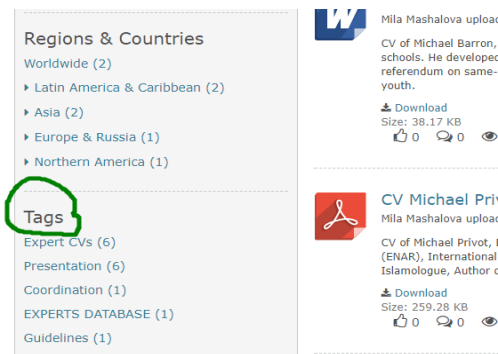 Regions & Countries
Worldwide (2)
Latin America & Caribbean (2)
Asia (2)
Europe & Russia (1)
Northern America (1)
Tags
Expert CVs (6)
Presentation (6)
Coordination (1)
EXPERTS DATABASE (1)
Guidelines (1)
W
Mila Mashalova uploa
CV of Michael Barron,
schools. He developed
referendum on same-
youth.
Download
Size: 38.17 KB
0 0
CV Michael Priv
Mila Mashalova uploa
CV of Michael Privot,
(ENAR), International
Islamologue, Author
Download
Size: 259.28 KB
0 0